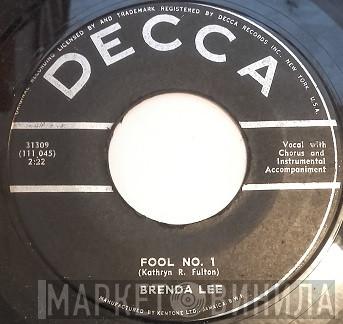 ORIGINAL RECORDING LICENSED BY DECCA AND TRADEMARK REGISTERED BY DECCA RECORDS INC. NEW YORK, U.S.A.
DECCA
31309
(111 045)
2:22
Vocal with
Chorus and
Instrumental
Accompaniment
FOOL NO. 1
(Kathryn R. Fulton)
BRENDA LEE
MANUFACTURED BY KENTONE LTD., JAMAICA, B.W.I.
МАРКЕТ ВИНИЛА